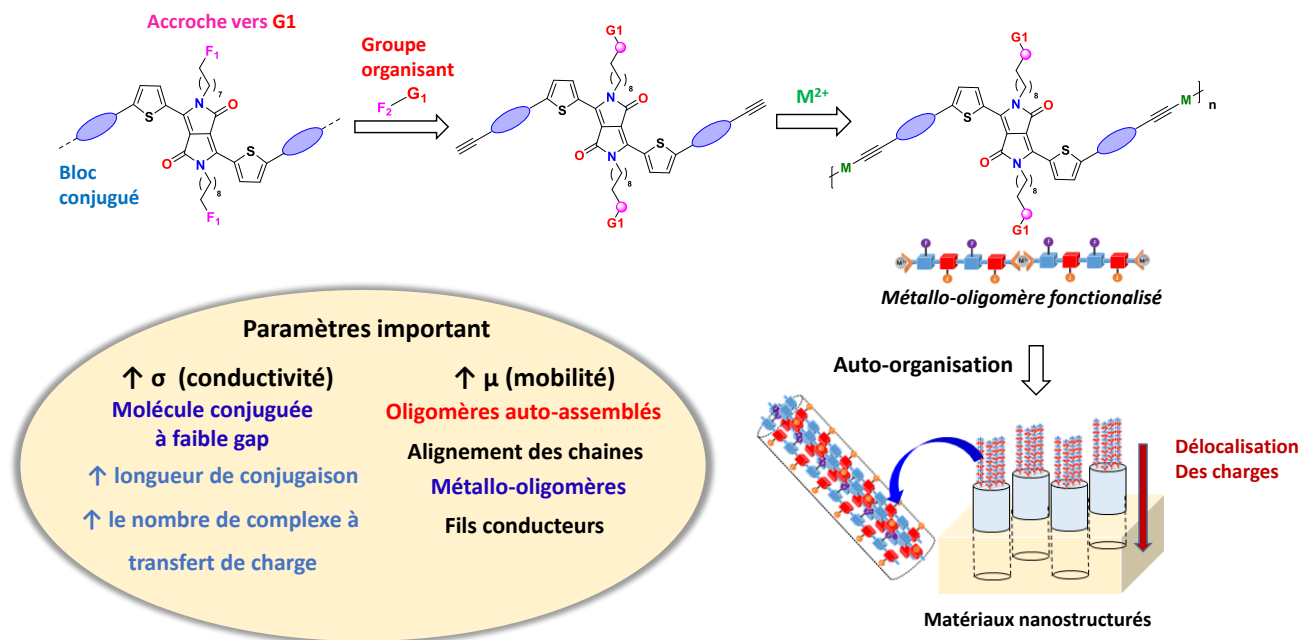 Accroche vers G1
F1
7
N
O
S
S
O
N
8
F1
Bloc
conjugué
Groupe
organisant
G1
F2
G1
8
N
O
S
S
O
N
8
G1
M2+
G1
8
N
O
S
S
O
N
8
G1
M
n
M
M2+
F
F
M2+
F
F
M2+
J
J
J
J
Métallo-oligomère fonctionalisé
Auto-organisation
Délocalisation
Des charges
Matériaux nanostructurés
Paramètres important
↑ σ (conductivité)
Molécule conjuguée
à faible gap
↑ longueur de conjugaison
↑ le nombre de complexe à
transfert de charge
↑ μ (mobilité)
Oligomères auto-assemblés
Alignement des chaines
Métallo-oligomères
Fils conducteurs